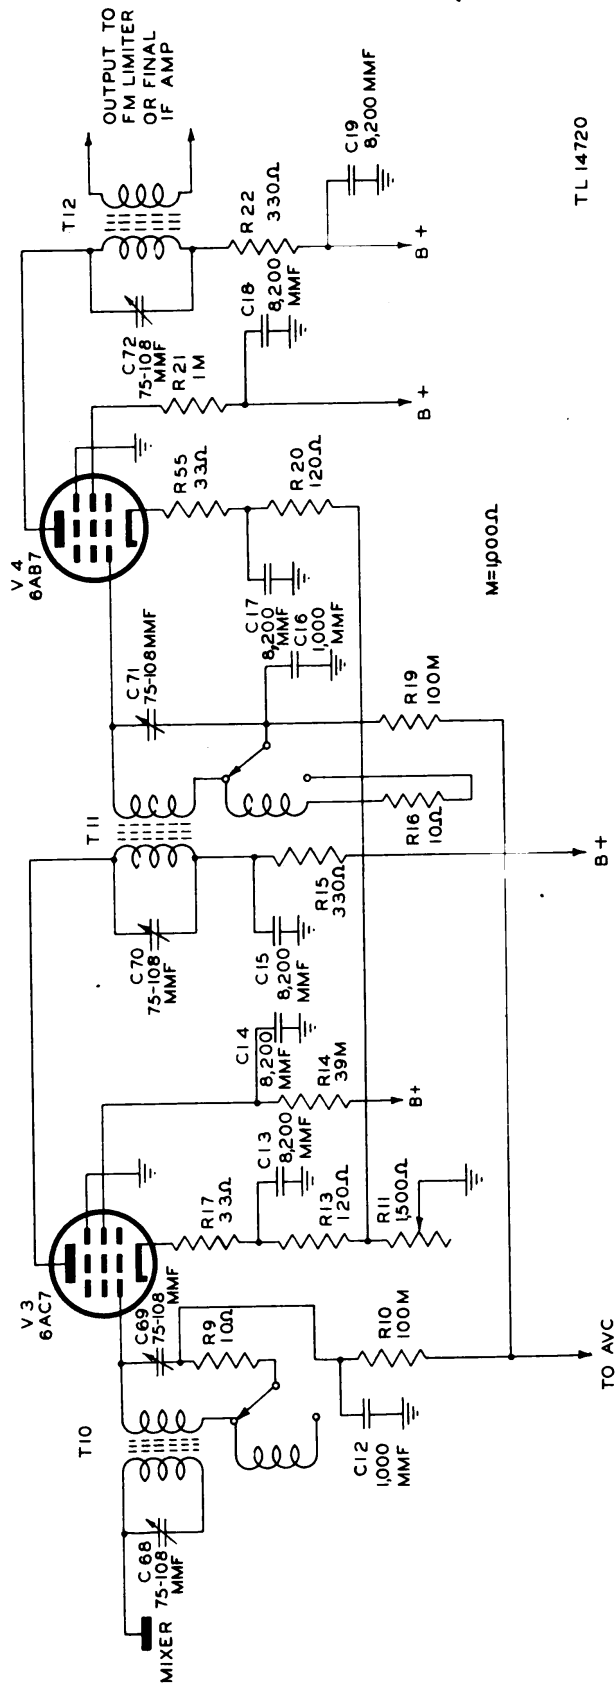 MIXER
C 68
75-108
MMF
T10
V 3
6AC7
C69
75-108
MMF
R9
10Ω
C12
1,000
MMF
R10
100M
TO AVC
R17
33Ω
C13
8,200
MMF
R13
120Ω
R11
1,500Ω
C14
8,200
MMF
R14
39M
B+
C70
75-108
MMF
T11
C15
8,200
MMF
R15
330Ω
B+
R16
10Ω
C71
75-108MMF
C16
1,000
MMF
R19
100M
V 4
6AB7
C17
8,200
MMF
R55
33Ω
R20
120Ω
M=1,000Ω
C72
75-108
MMF
R21
1M
C18
8,200
MMF
B+
T12
R22
330Ω
C19
8,200 MMF
B+
OUTPUT TO
FM LIMITER
OR FINAL
IF AMP
TL 14720